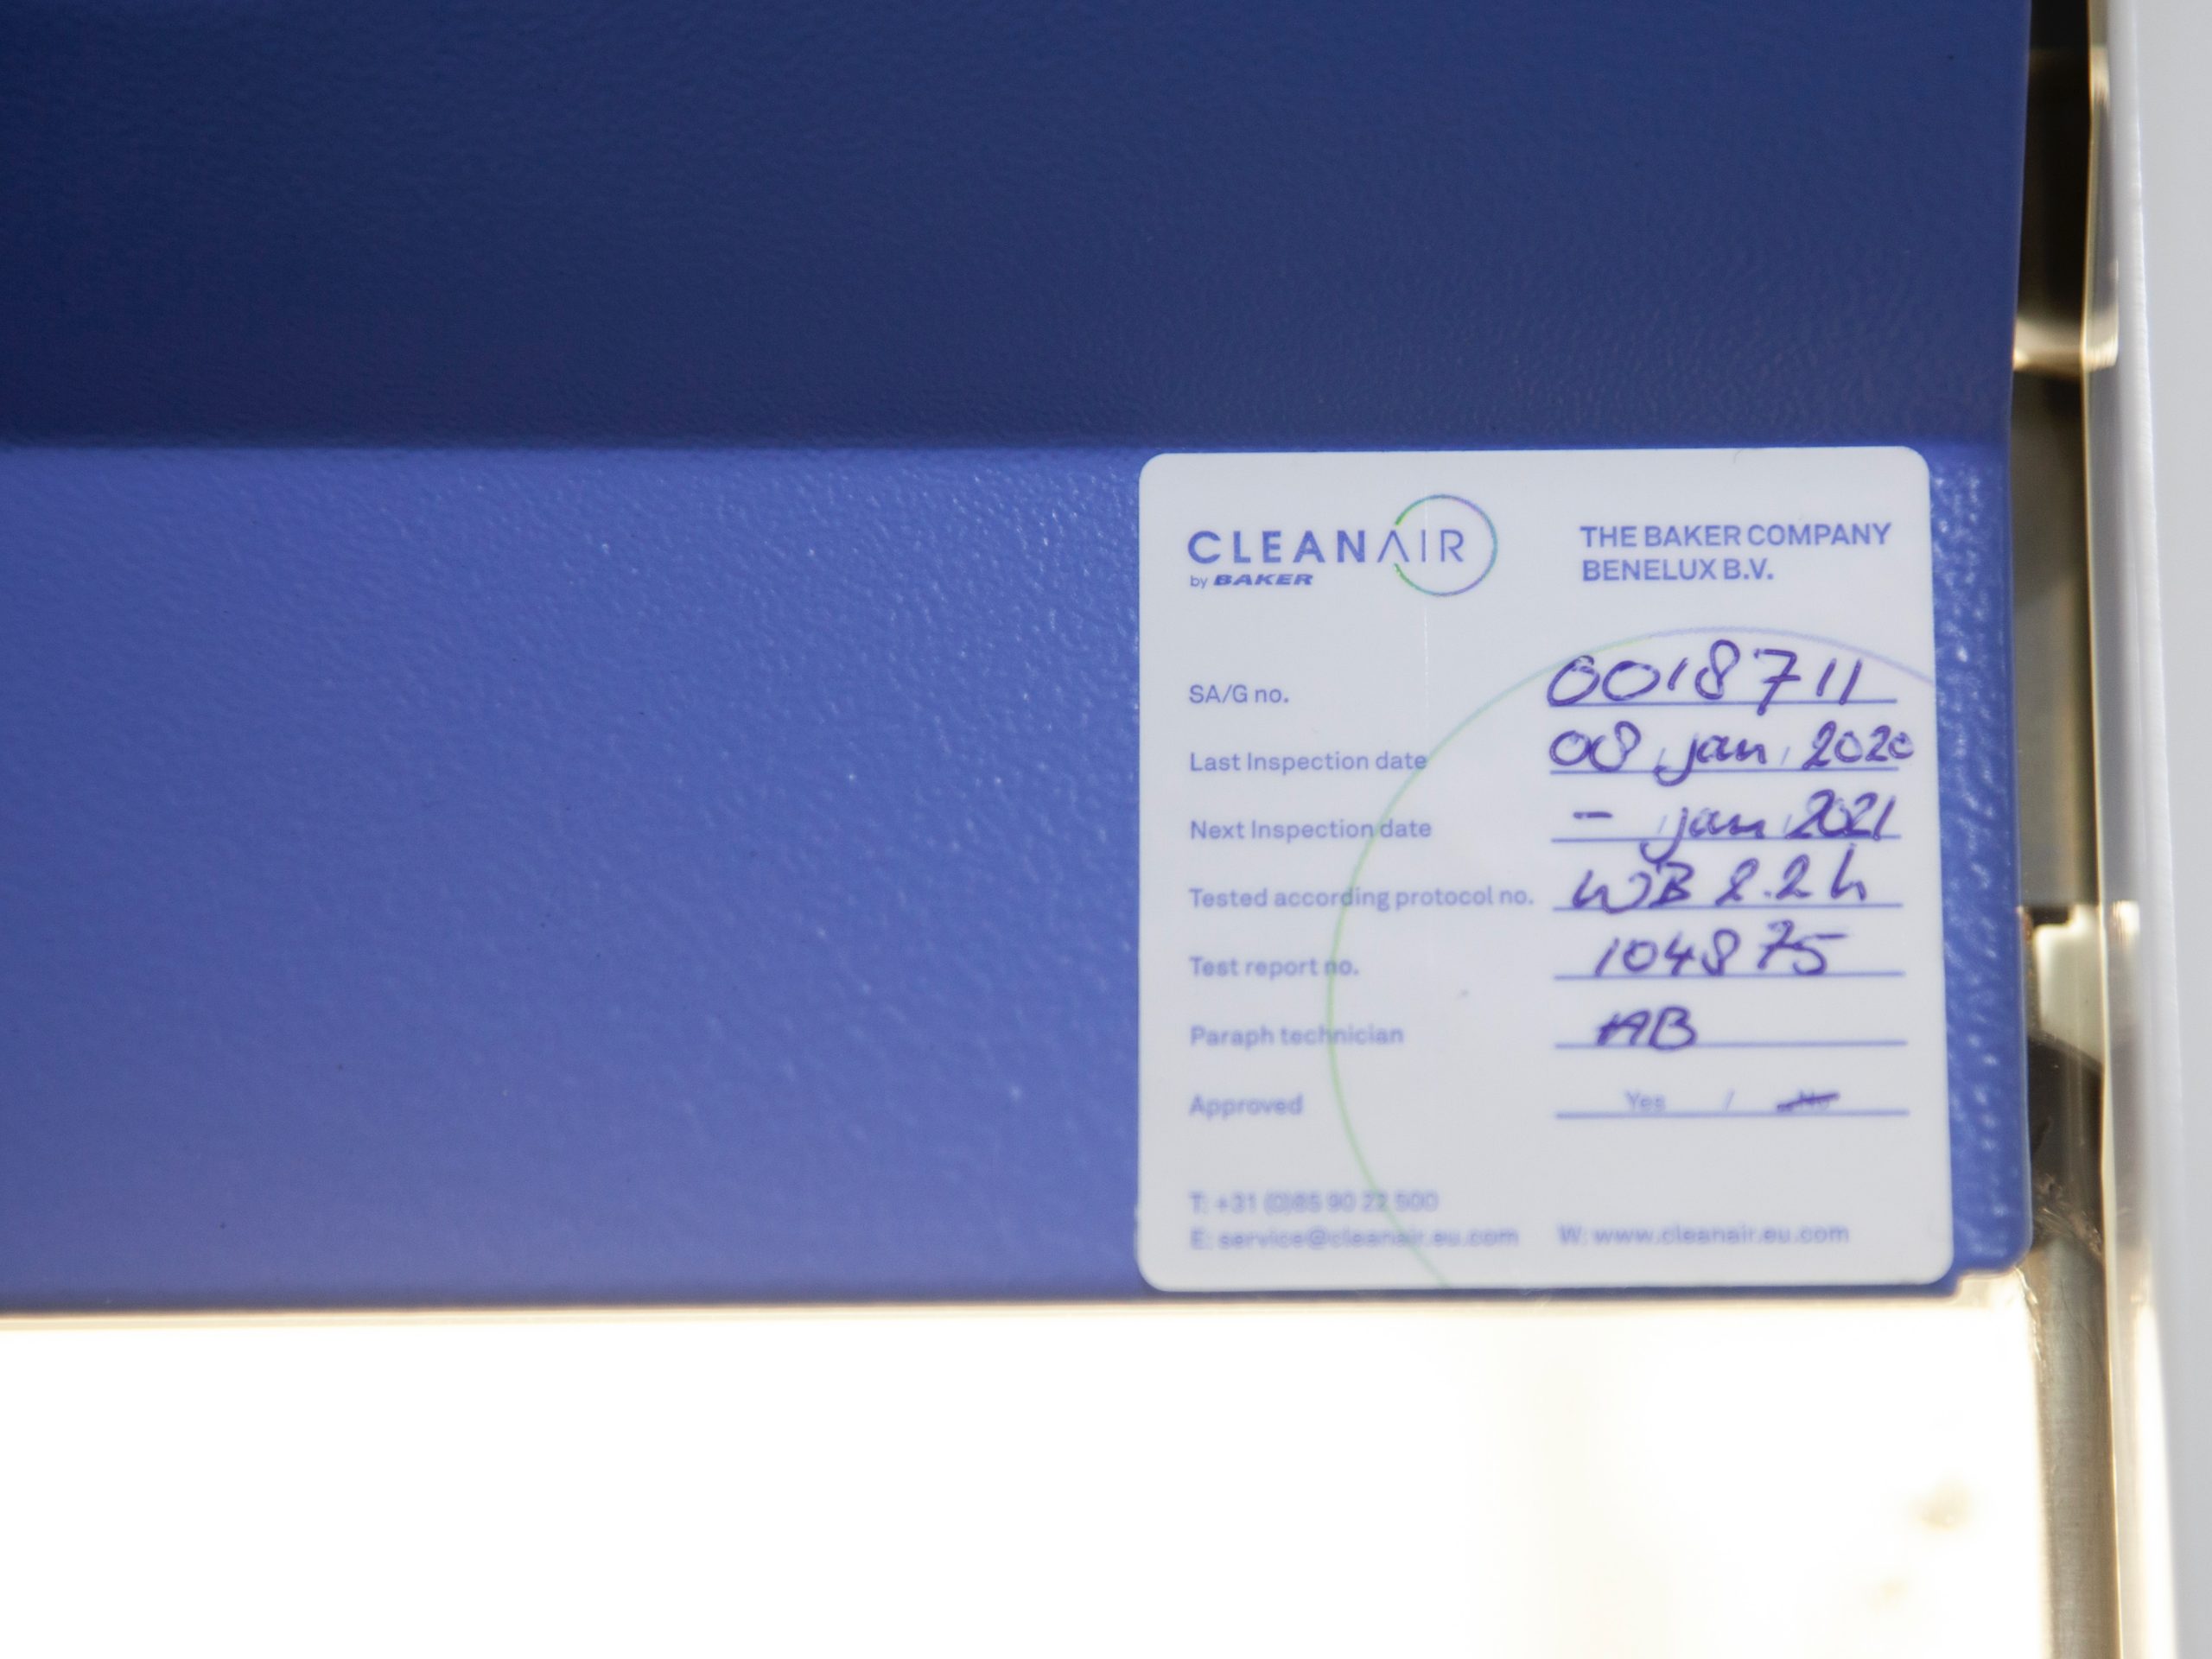 CLEANAIR
by BAKER
THE BAKER COMPANY
BENELUX B.V.
SA/G no. 0018711
Last Inspection date 08 jan 2020
Next Inspection date - jan 2021
Tested according protocol no. WB 2.2h
Test report no. 104875
Paraph technician AB
Approved Yes / No
T: +31 (0)85 90 22 500
E: service@cleanair.eu.com W: www.cleanair.eu.com